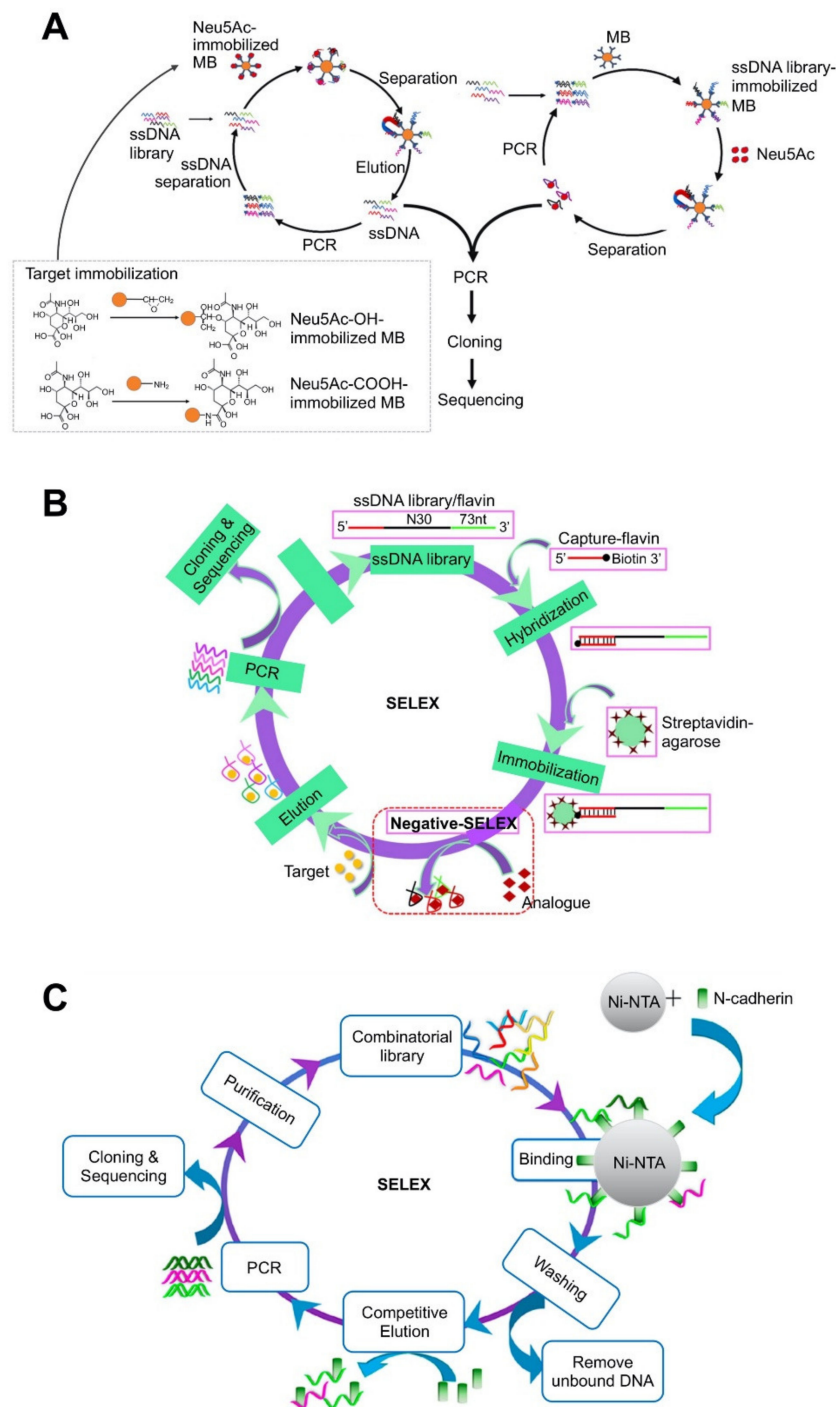 A
Neu5Ac-
immobilized
MB
ssDNA
library
ssDNA
separation
Separation
Elution
ssDNA
PCR
MB
ssDNA library-
immobilized
MB
Neu5Ac
PCR
Separation
PCR
Cloning
Sequencing
Target immobilization
Neu5Ac-OH-
immobilized MB
Neu5Ac-COOH-
immobilized MB
B
ssDNA library/flavin
5’ N30 73nt 3’
ssDNA library
Capture-flavin
5’ Biotin 3’
Hybridization
Cloning &
Sequencing
PCR
SELEX
Streptavidin-
agarose
Immobilization
Elution
Negative-SELEX
Target
Analogue
C
Ni-NTA + N-cadherin
Combinatorial
library
Purification
Cloning &
Sequencing
SELEX
Binding
Ni-NTA
PCR
Washing
Competitive
Elution
Remove
unbound DNA